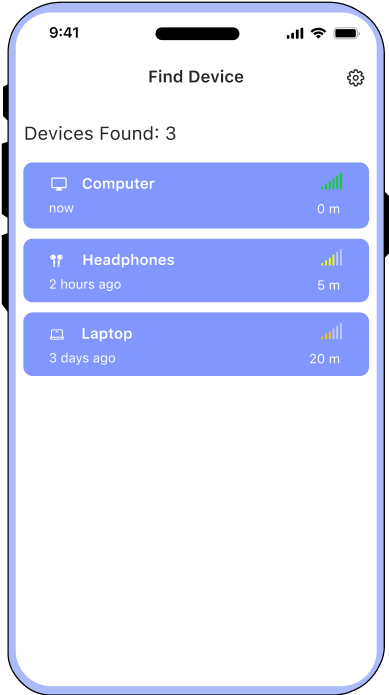 9:41
Find Device
Devices Found: 3
Computer
now
0 m
Headphones
2 hours ago
5 m
Laptop
3 days ago
20 m